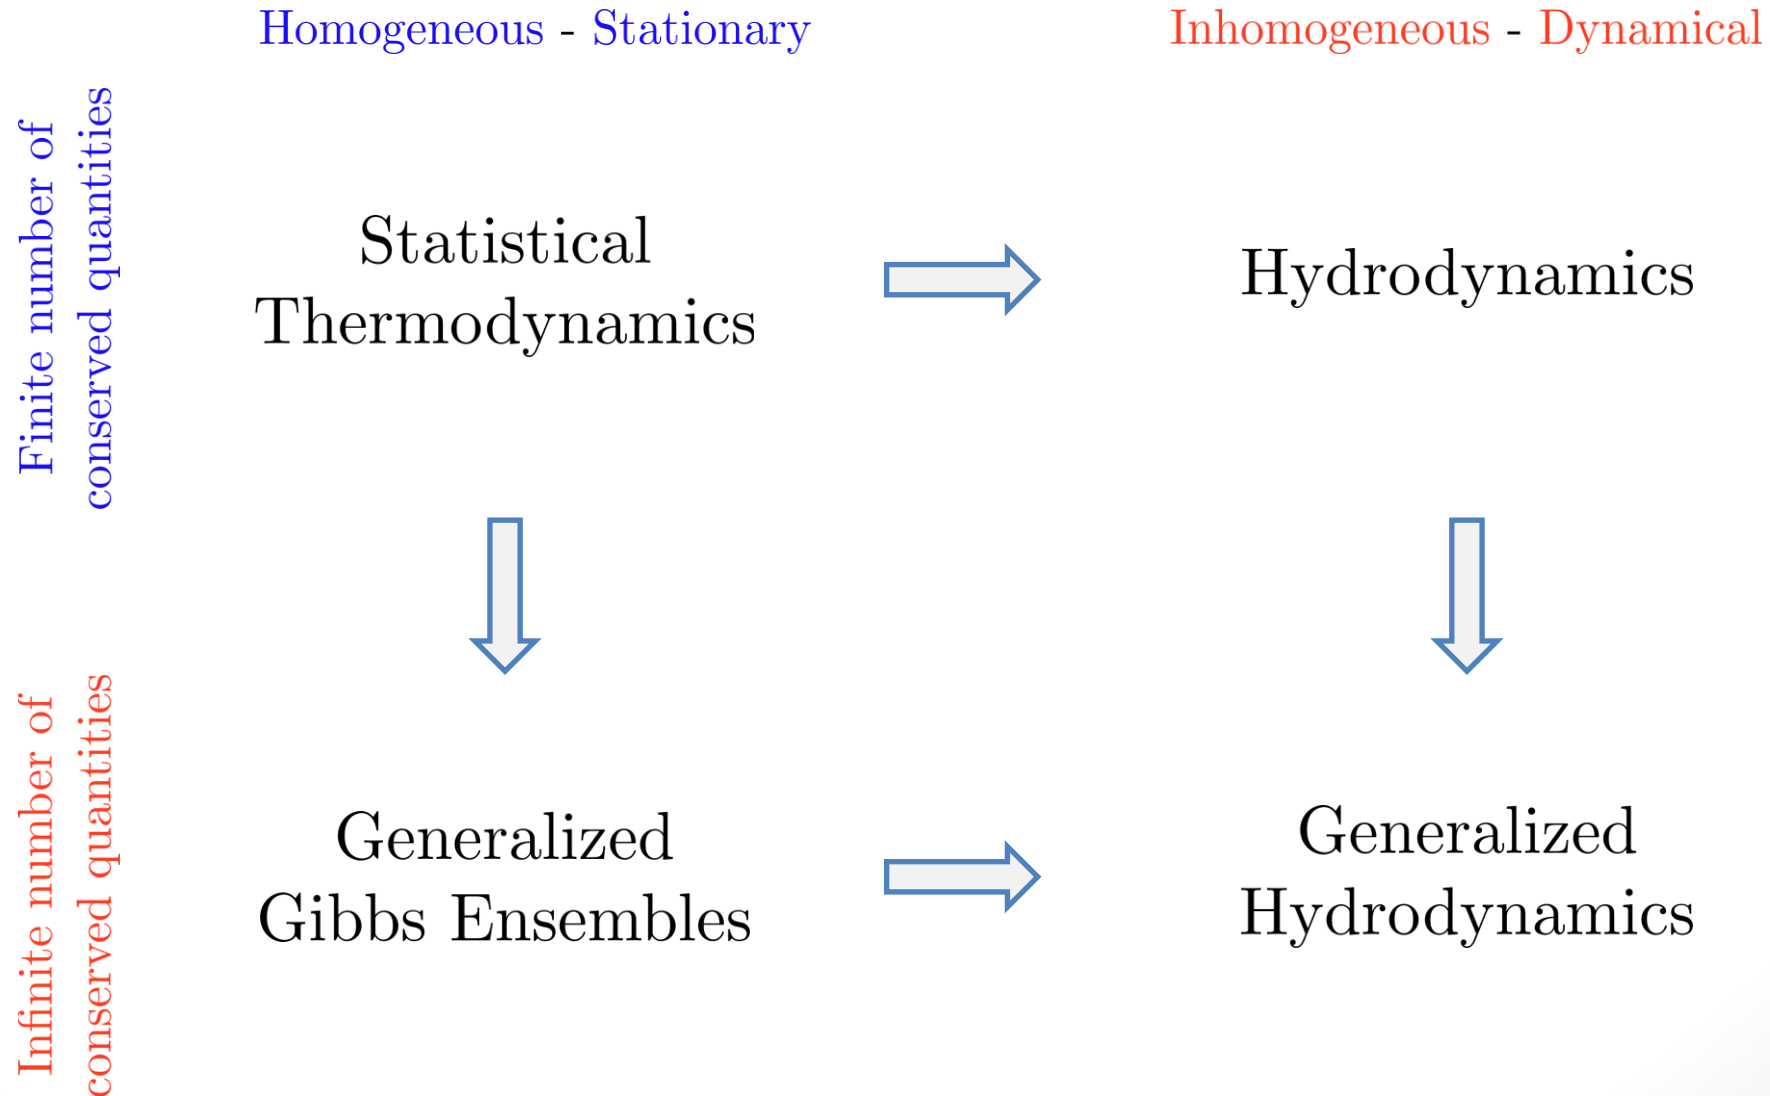 Homogeneous - Stationary
Inhomogeneous - Dynamical
Finite number of
conserved quantities
Statistical
Thermodynamics
Hydrodynamics
Infinite number of
conserved quantities
Generalized
Gibbs Ensembles
Generalized
Hydrodynamics